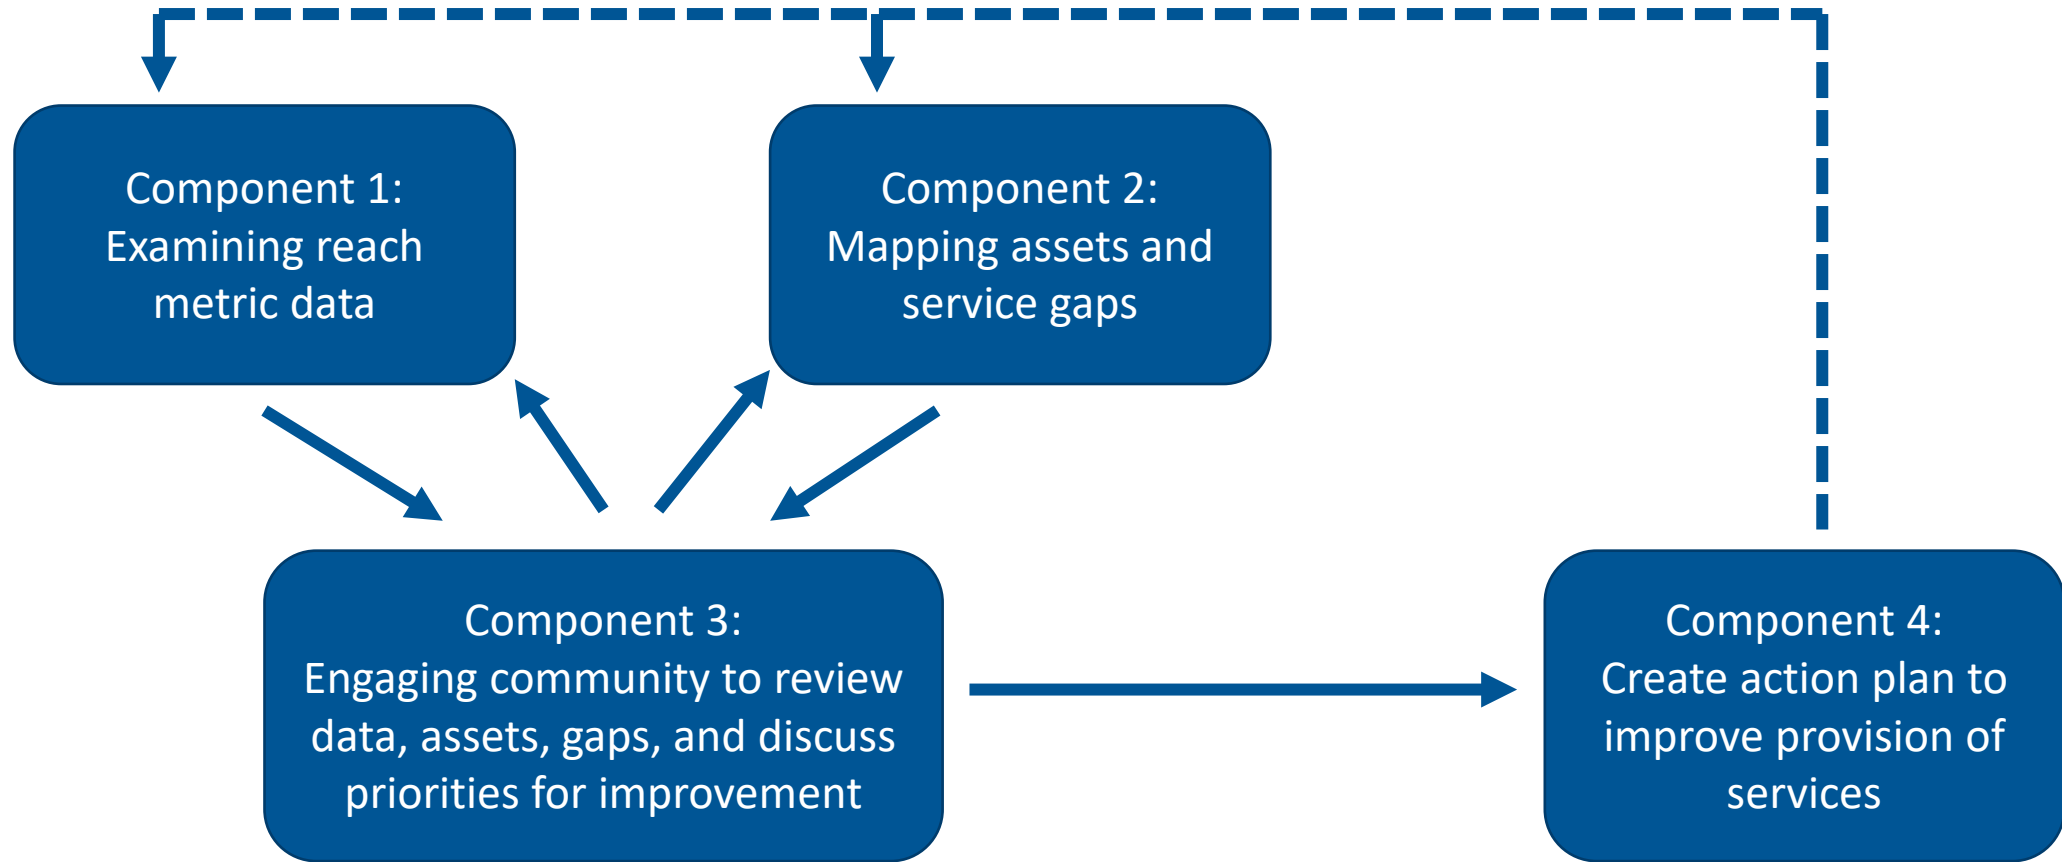 Component 1:
Examining reach
metric data
Component 2:
Mapping assets and
service gaps
Component 3:
Engaging community to review
data, assets, gaps, and discuss
priorities for improvement
Component 4:
Create action plan to
improve provision of
services